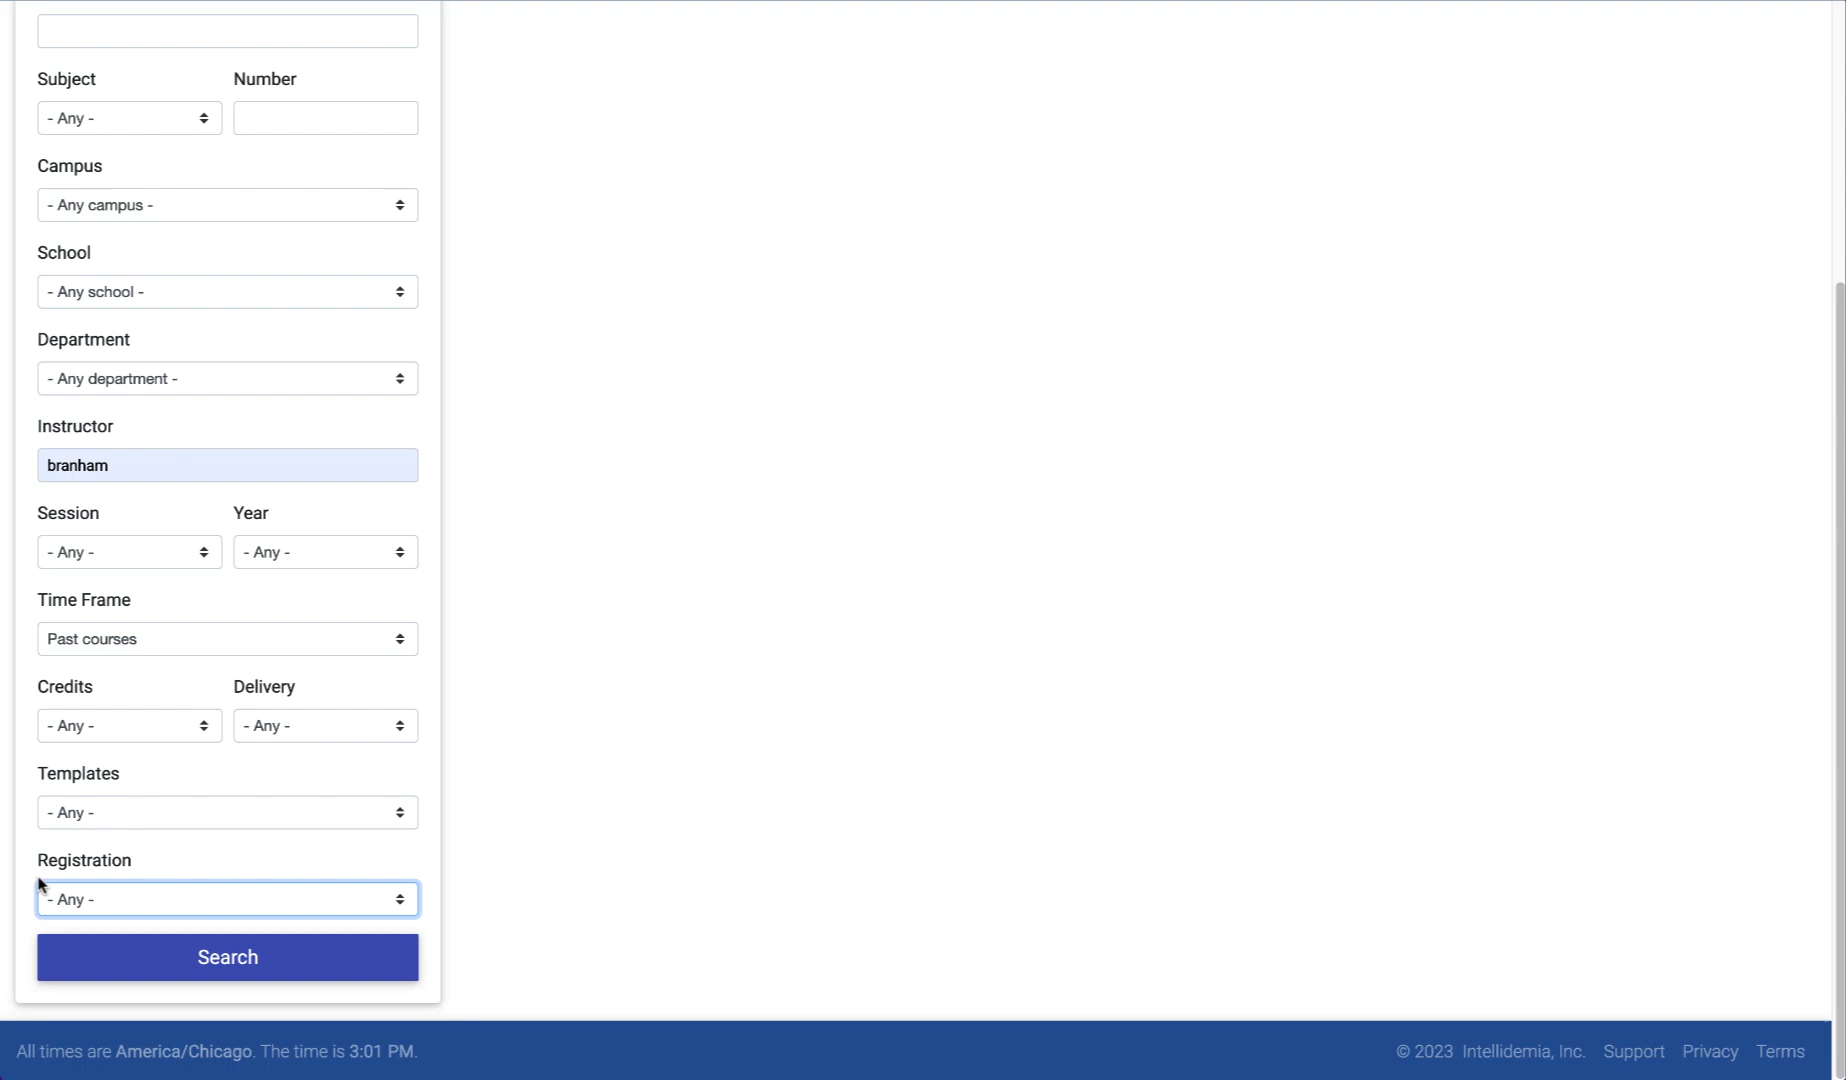 Subject Number
- Any -
Campus
- Any campus -
School
- Any school -
Department
- Any department -
Instructor
branham
Session Year
- Any - - Any -
Time Frame
Past courses
Credits Delivery
- Any - - Any -
Templates
- Any -
Registration
- Any -
Search
All times are America/Chicago. The time is 3:01 PM.
© 2023 Intellidemia, Inc. Support Privacy Terms